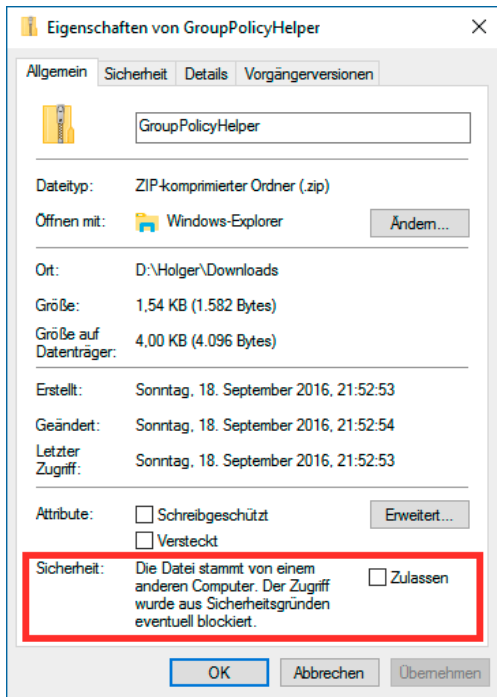 Eigenschaften von GroupPolicyHelper
Allgemein Sicherheit Details Vorgängerversionen
GroupPolicyHelper
Dateityp: ZIP-komprimierter Ordner (.zip)
Öffnen mit: Windows-Explorer Ändern...
Ort: D:\Holger\Downloads
Größe: 1,54 KB (1.582 Bytes)
Größe auf
Datenträger: 4,00 KB (4.096 Bytes)
Erstellt: Sonntag, 18. September 2016, 21:52:53
Geändert: Sonntag, 18. September 2016, 21:52:54
Letzter
Zugriff: Sonntag, 18. September 2016, 21:52:53
Attribute: Schreibgeschützt Erweitert...
Versteckt
Sicherheit: Die Datei stammt von einem
anderen Computer. Der Zugriff Zulassen
wurde aus Sicherheitsgründen
eventuell blockiert.
OK Abbrechen Übernehmen